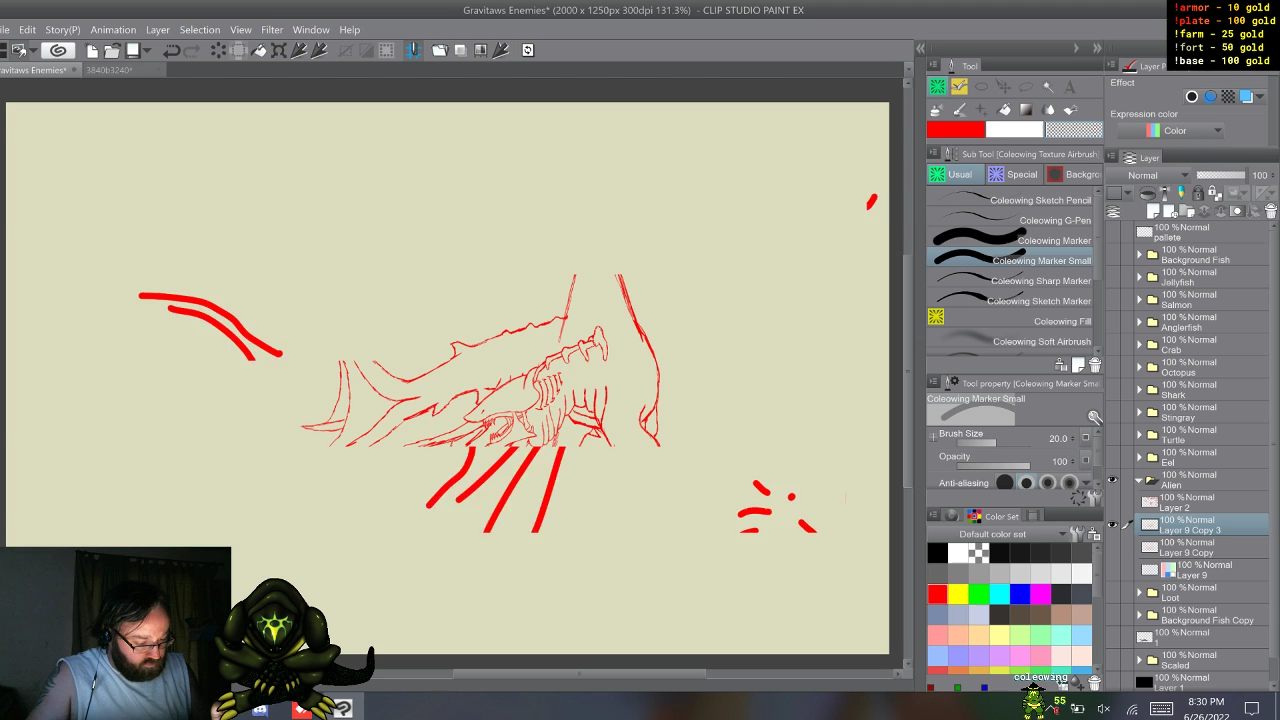 Gravitaws Enemies* (2000 x 1250px 300dpi 131.3%) - CLIP STUDIO PAINT EX
!armor - 10 gold
!plate - 100 gold
!farm - 25 gold
!fort - 50 gold
!base - 100 gold
Edit Story(P) Animation Layer Selection View Filter Window Help
3840b3240*
Tool
Effect
Expression color
Color
Sub Tool [Coleowing Texture Airbrush]
Usual Special
Layer
Normal 100
Coleowing Sketch Pencil
Coleowing G-Pen
Coleowing Marker
Coleowing Marker Small
Coleowing Sharp Marker
Coleowing Sketch Marker
Coleowing Fill
Coleowing Soft Airbrush
Tool property [Coleowing Marker Sma
Coleowing Marker Small
Brush Size 20.0
Opacity 100
Anti-aliasing
Color Set
Default color set
100 %Normal
pallete
100 %Normal
Background Fish
100 %Normal
Jellyfish
100 %Normal
Salmon
100 %Normal
Anglerfish
100 %Normal
Crab
100 %Normal
Octopus
100 %Normal
Shark
100 %Normal
Stingray
100 %Normal
Turtle
100 %Normal
Eel
100 %Normal
Alien
100 %Normal
Layer 2
100 %Normal
Layer 9 Copy 3
100 %Normal
Layer 9 Copy
100 %Normal
Layer 9
100 %Normal
Loot
100 %Normal
Background Fish Copy
100 %Normal
1
100 %Normal
Scaled
100 %Normal
Layer 1
coleowing
55
8:30 PM
6/26/2022